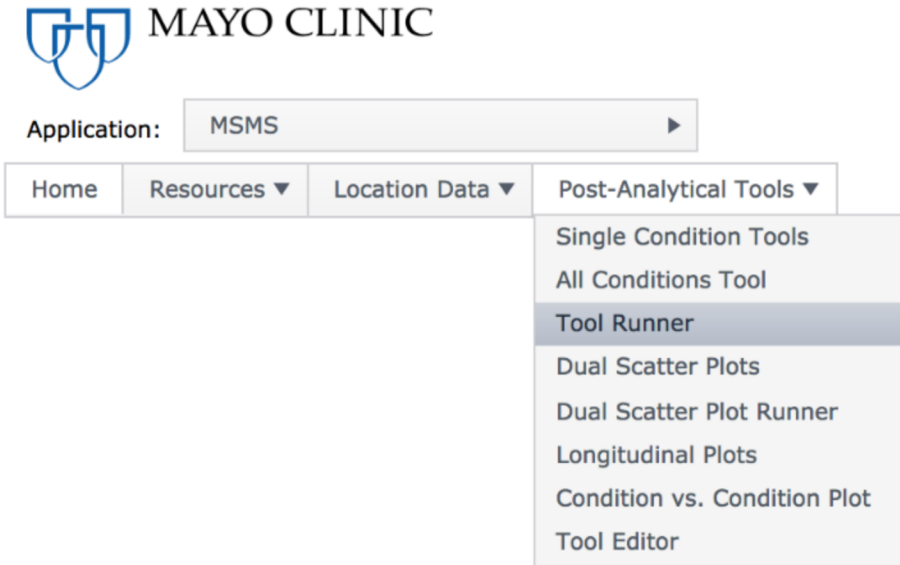 MAYO CLINIC
Application: MSMS ▶
Home Resources ▼ Location Data ▼ Post-Analytical Tools ▼
Single Condition Tools
All Conditions Tool
Tool Runner
Dual Scatter Plots
Dual Scatter Plot Runner
Longitudinal Plots
Condition vs. Condition Plot
Tool Editor